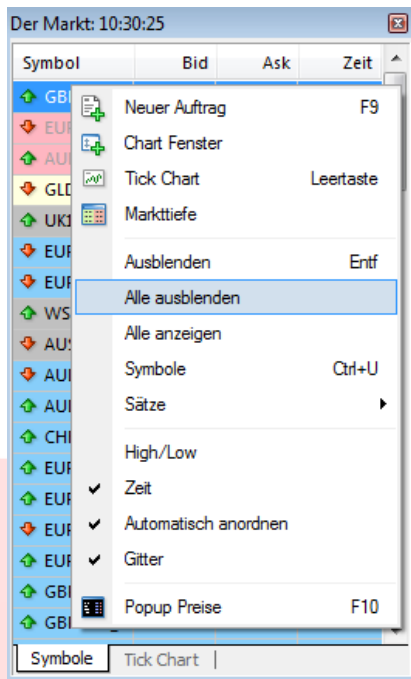 Der Markt: 10:30:25
Symbol Bid Ask Zeit
Neuer Auftrag F9
Chart Fenster
Tick Chart Leertaste
Markttiefe
Ausblenden Entf
Alle ausblenden
Alle anzeigen
Symbole Ctrl+U
Sätze
High/Low
Zeit
Automatisch anordnen
Gitter
Popup Preise F10
Symbole Tick Chart